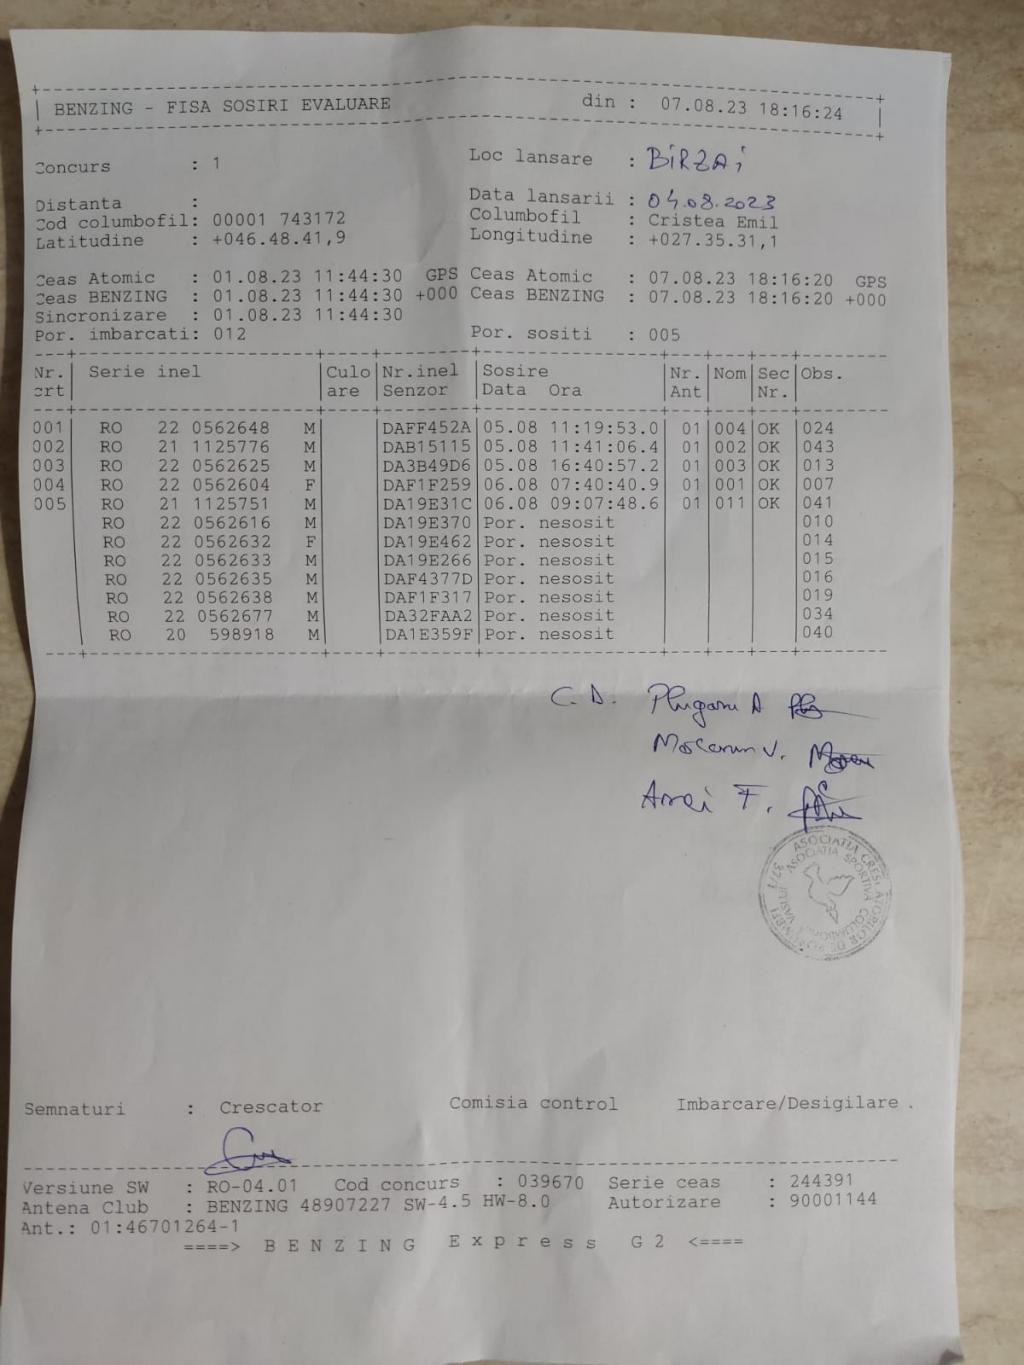 BENZING - FISA SOSIRI EVALUARE din : 07.08.23 18:16:24
Concurs : 1 Loc lansare : BIRZAI
Distanta : Data lansarii : 04.08.2023
Cod columbofil: 00001 743172 Columbofil : Cristea Emil
Latitudine : +046.48.41,9 Longitudine : +027.35.31,1
Ceas Atomic : 01.08.23 11:44:30 GPS Ceas Atomic : 07.08.23 18:16:20 GPS
Ceas BENZING : 01.08.23 11:44:30 +000 Ceas BENZING : 07.08.23 18:16:20 +000
Sincronizare : 01.08.23 11:44:30
Por. imbarcati: 012 Por. sositi : 005
Nr. Serie inel Culo Nr.inel Sosire Nr. Nom Sec Obs.
crt are Senzor Data Ora Ant Nr.
001 RO 22 0562648 M DAFF452A 05.08 11:19:53.0 01 004 OK 024
002 RO 21 1125776 M DAB15115 05.08 11:41:06.4 01 002 OK 043
003 RO 22 0562625 M DA3B49D6 05.08 16:40:57.2 01 003 OK 013
004 RO 22 0562604 F DAF1F259 06.08 07:40:40.9 01 001 OK 007
005 RO 21 1125751 M DA19E31C 06.08 09:07:48.6 01 011 OK 041
RO 22 0562616 M DA19E370 Por. nesosit 010
RO 22 0562632 F DA19E462 Por. nesosit 014
RO 22 0562633 M DA19E266 Por. nesosit 015
RO 22 0562635 M DAF4377D Por. nesosit 016
RO 22 0562638 M DAF1F317 Por. nesosit 019
RO 22 0562677 M DA32FAA2 Por. nesosit 034
RO 20 598918 M DA1E359F Por. nesosit 040
C.D. Plugaru A
V.
F.
ASOCIATIA CRESCATORILOR DE
ASOCIATIA SPORTIVA
VASLUI
Semnaturi : Crescator Comisia control Imbarcare/Desigilare .
Versiune SW : RO-04.01 Cod concurs : 039670 Serie ceas : 244391
Antena Club : BENZING 48907227 SW-4.5 HW-8.0 Autorizare : 90001144
Ant.: 01:46701264-1
====> BENZING Express G2 <====